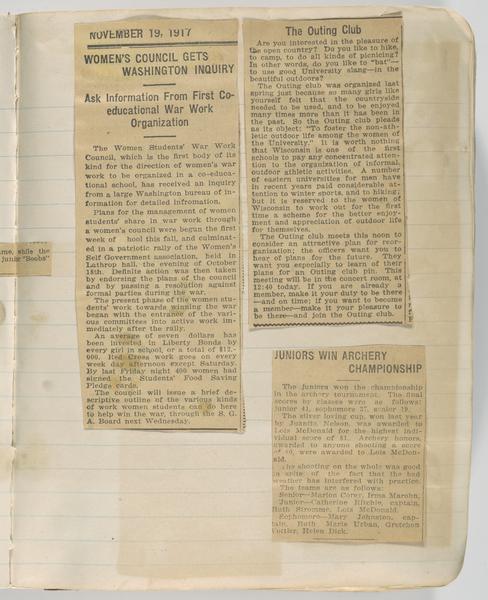 NOVEMBER 19, 1917
WOMEN'S COUNCIL GETS
WASHINGTON INQUIRY
Ask Information From First Co-
educational War Work
Organization
The Women Students' War Work
Council, which is the first body of its
kind for the direction of women's war
work to be organized in a co-educa-
tional school, has received an inquiry
from a large Washington bureau of in-
formation for detailed infromation.
Plans for the management of women
students' share in war work through
a women's council were begun the first
week of hool this fall, and culminat-
ed in a patriotic rally of the Women's
Self Government association, held in
Lathrop hall, the evening of October
18th. Definite action was then taken
by endorsing the plans of the council
and by passing a resolution against
formal parties during the war.
The present phase of the women stu-
dents' work towards winning the war
began with the entrance of the vari-
ous committees into active work im-
mediately after the rally.
An average of seven dollars has
been invested in Liberty Bonds by
every girl in school, or a total of $12,-
000. Red Cross work goes on every
week day afternoon except Saturday.
By last Friday night 400 women had
signed the Students' Food Saving
Pledge cards.
The council will issue a brief de-
scriptive outline of the various kinds
of work women students can do here
to help win the war, through the S. G.
A. Board next Wednesday.
The Outing Club
Are you interested in the pleasure of
the open country? Do you like to hike,
to camp, to do all kinds of picnicing?
In other words, do you like to "bat"—
to use good University slang—in the
beautiful outdoors?
The Outing club was organized last
spring just because so many girls like
yourself felt that the countryside
needed to be used, and to be enjoyed
many times more than it has been in
the past. So the Outing club pleads
as its object: "To foster the non-ath-
letic outdoor life among the women of
the University." It is worth nothing
that Wisconsin is one of the first
schools to pay any concentrated atten-
tion to the organization of informal,
outdoor athletic activities. A number
of eastern universities for men have
in recent years paid considerable at-
tention to winter sports, and to hiking;
but it is reserved to the women of
Wisconsin to work out for the first
time a scheme for the better enjoy-
ment and appreciation of outdoor life
for themselves.
The Outing club meets this noon to
consider an attractive plan for reor-
ganization; the officers want you to
hear of plans for the future. They
want you especially to learn of their
plans for an Outing club pin. This
meeting will be in the concert room, at
12:40 today. If you are already a
member, make it your duty to be there
—and on time; if you want to become
a member—make it your pleasure to
be there—and join the Outing club.
ame, while the
junior "Boobs"
JUNIORS WIN ARCHERY
CHAMPIONSHIP
The juniors won the championship
in the archery tournament. The final
scores by classes were as follows:
junior 41, sophomore 37, senior 19.
The silver loving cup, won last year
by Juanita Nelson, was awarded to
Lois McDonald for the highest indi-
vidual score of 81. Archery honors,
awarded to anyone shooting a score
of 60, were awarded to Lois McDon-
ald.
The shooting on the whole was good
in spite of the fact that the bad
weather has interfered with practice.
The teams are as follows:
Senior—Marion Corey, Irma Marohn,
Junior—Catherine Ritchie, captain,
Ruth Stromme, Lois McDonald.
Sophomore—Mary Johnston, cap-
tain, Ruth Marie Urban, Gretchen
Helen Dick.